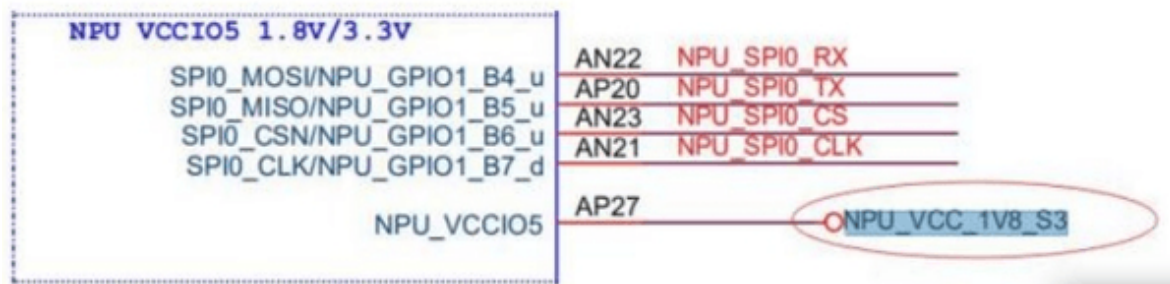 NPU VCCIO5 1.8V/3.3V
SPI0_MOSI/NPU_GPIO1_B4_u AN22 NPU_SPI0_RX
SPI0_MISO/NPU_GPIO1_B5_u AP20 NPU_SPI0_TX
SPI0_CSN/NPU_GPIO1_B6_u AN23 NPU_SPI0_CS
SPI0_CLK/NPU_GPIO1_B7_d AN21 NPU_SPI0_CLK
NPU_VCCIO5 AP27 NPU_VCC_1V8_S3